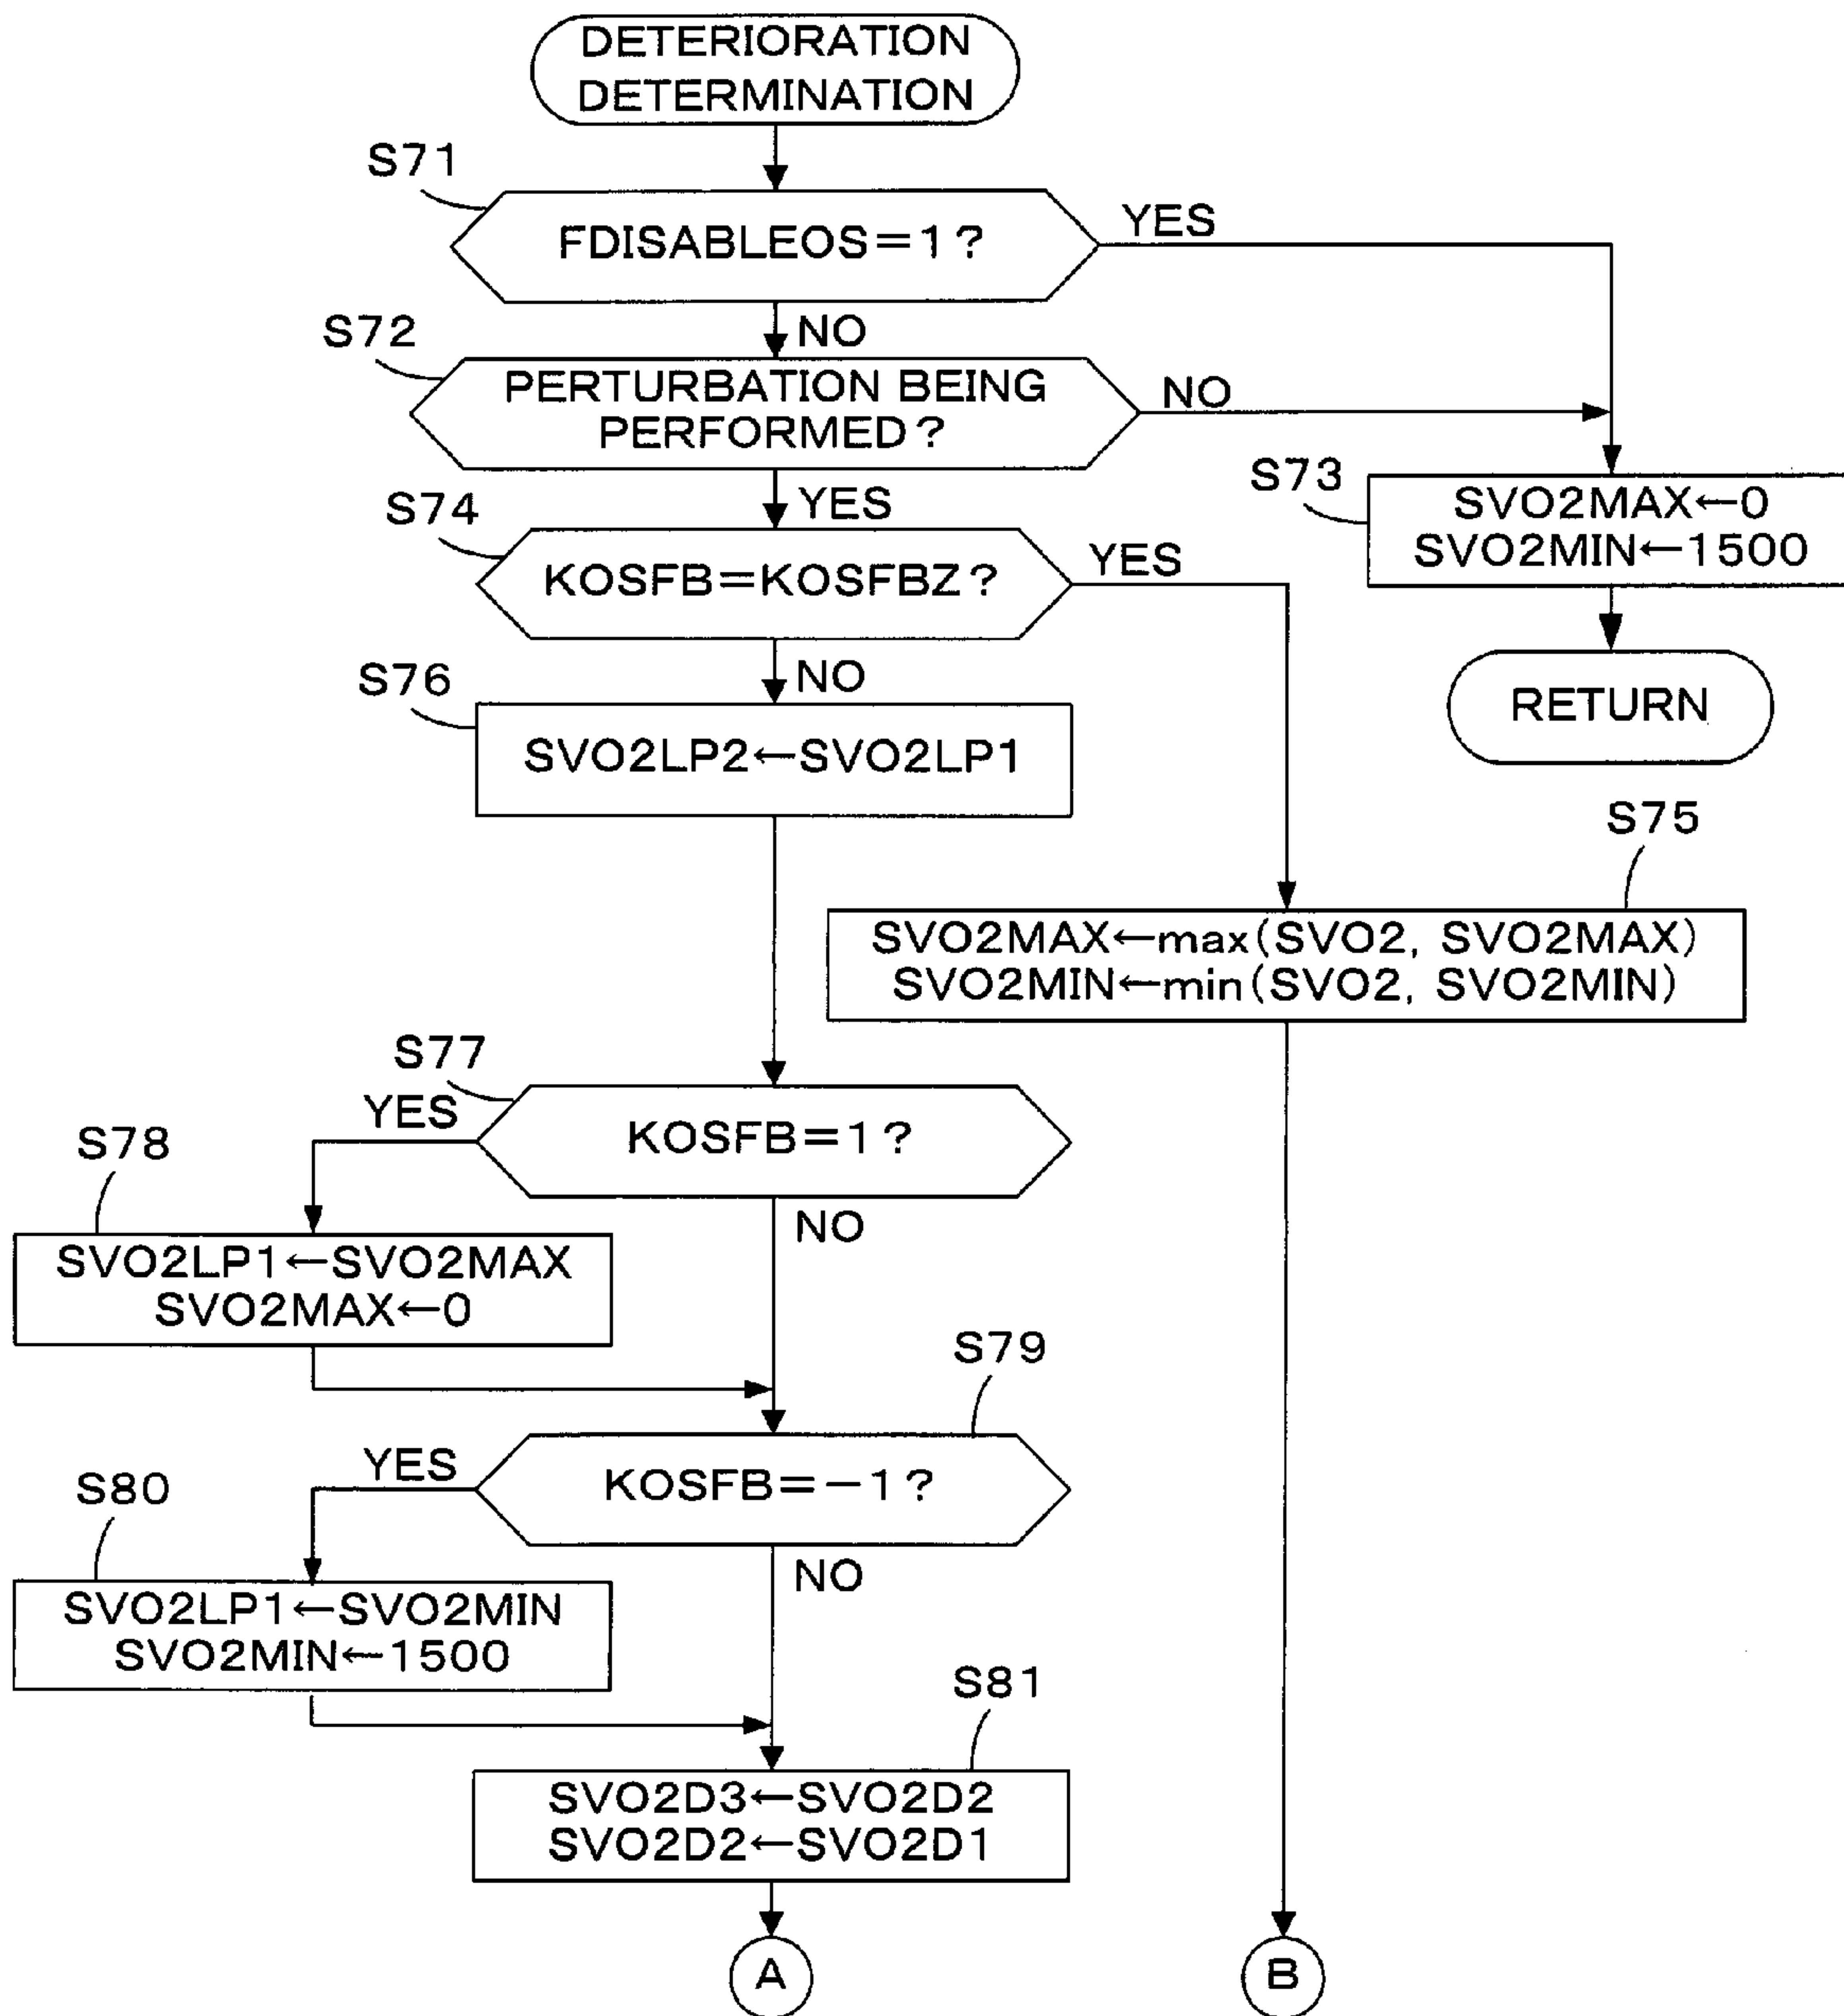 DETERIORATION
DETERMINATION
S71
FDISABLEOS=1?
YES
NO
S72
PERTURBATION BEING
PERFORMED?
NO
YES
S73
SVO2MAX←0
SVO2MIN←1500
RETURN
S74
KOSFB=KOSFBZ?
YES
NO
S76
SVO2LP2←SVO2LP1
S75
SVO2MAX←max(SVO2, SVO2MAX)
SVO2MIN←min(SVO2, SVO2MIN)
S77
YES
KOSFB=1?
NO
S78
SVO2LP1←SVO2MAX
SVO2MAX←0
S79
YES
KOSFB=-1?
NO
S80
SVO2LP1←SVO2MIN
SVO2MIN←1500
S81
SVO2D3←SVO2D2
SVO2D2←SVO2D1
A
B